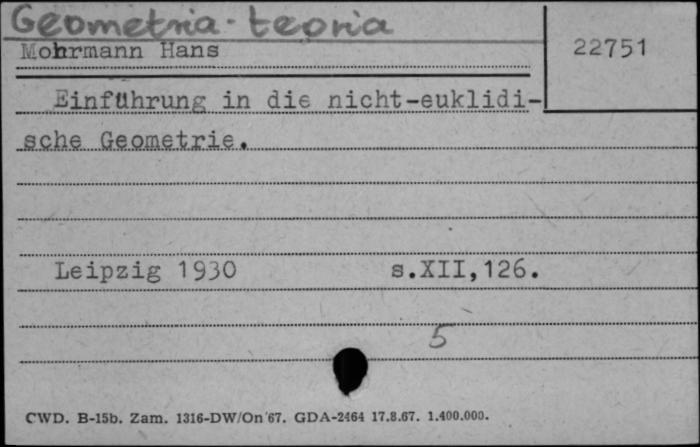 Geometria - teoria
Mohrmann Hans
22751
Einführung in die nicht-euklidi-
sche Geometrie.
Leipzig 1930 s.XII,126.
5
CWD. B-15b. Zam. 1316-DW/On 67. GDA-2464 17.8.67. 1.400.000.